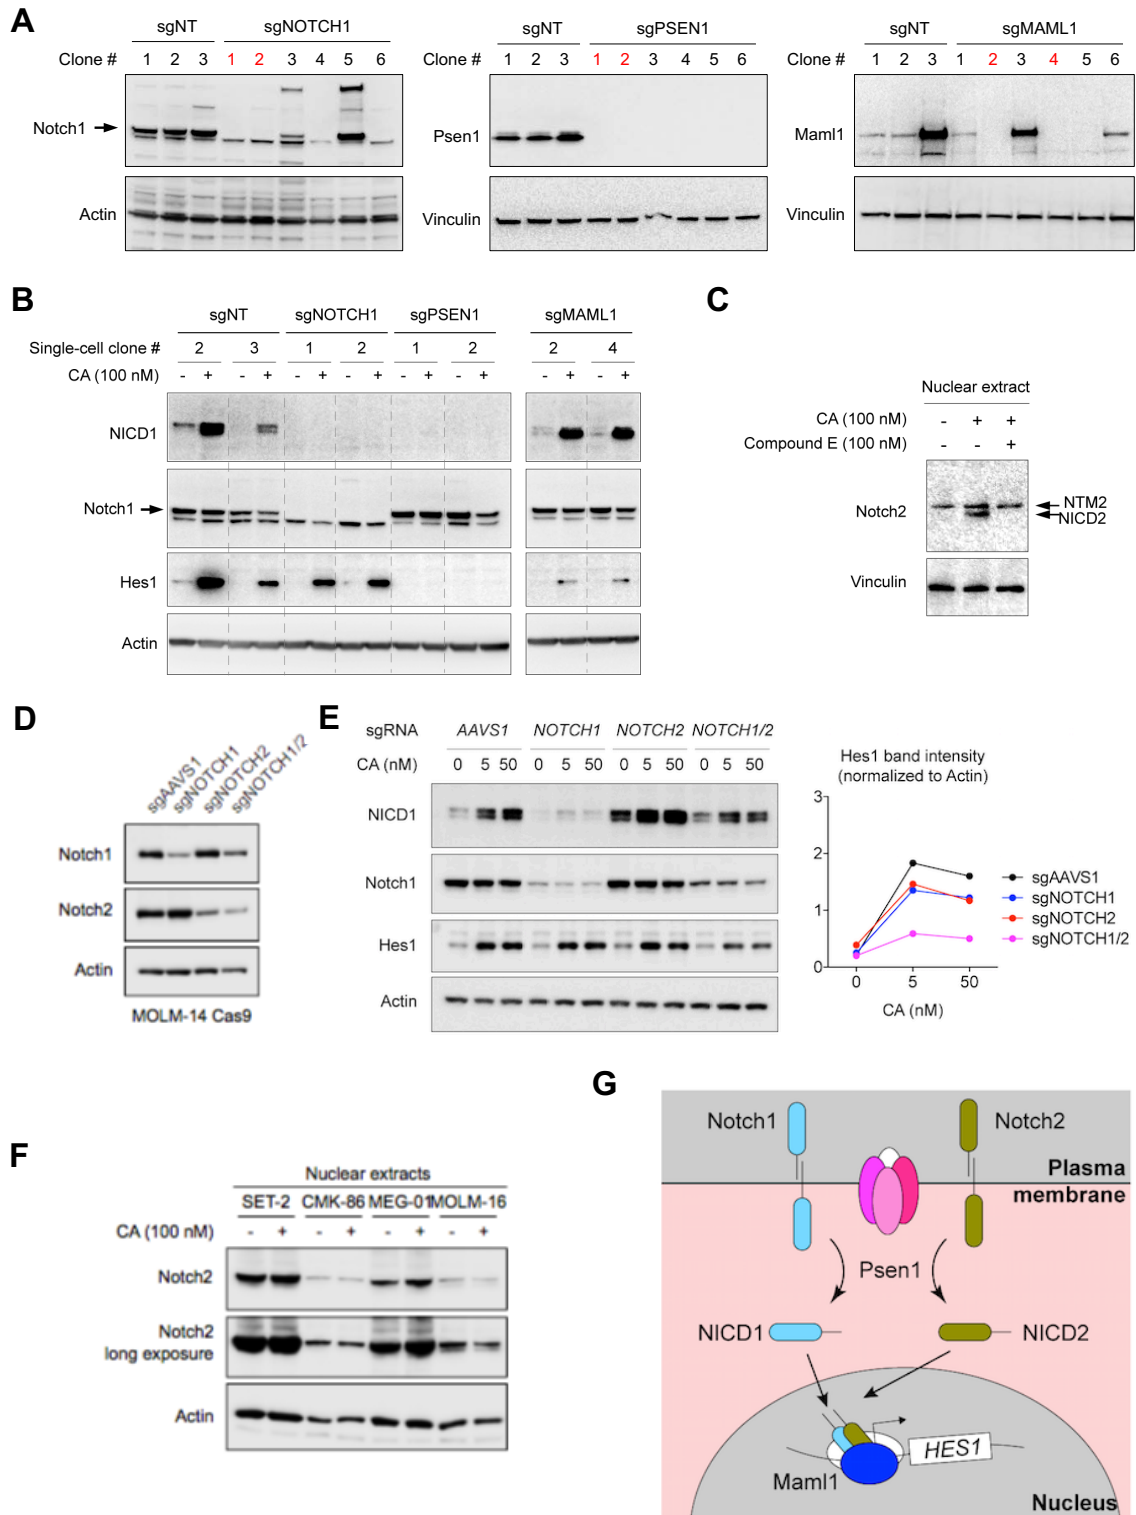 A
sgNT sgNOTCH1
Clone # 1 2 3 1 2 3 4 5 6
Notch1
Actin
sgNT sgPSEN1
Clone # 1 2 3 1 2 3 4 5 6
Psen1
Vinculin
sgNT sgMAML1
Clone # 1 2 3 1 2 3 4 5 6
Maml1
Vinculin
B
sgNT sgNOTCH1 sgPSEN1 sgMAML1
Single-cell clone # 2 3 1 2 1 2 2 4
CA (100 nM) - + - + - + - + - + - + - + - +
NICD1
Notch1
Hes1
Actin
C
Nuclear extract
CA (100 nM) - + +
Compound E (100 nM) - - +
Notch2
NTM2
NICD2
Vinculin
D
sgAAVS1
sgNOTCH1
sgNOTCH2
sgNOTCH1/2
Notch1
Notch2
Actin
MOLM-14 Cas9
E
sgRNA AAVS1 NOTCH1 NOTCH2 NOTCH1/2
CA (nM) 0 5 50 0 5 50 0 5 50 0 5 50
NICD1
Notch1
Hes1
Actin
Hes1 band intensity
(normalized to Actin)
3
2
1
0
0 5 50
CA (nM)
sgAAVS1
sgNOTCH1
sgNOTCH2
sgNOTCH1/2
F
Nuclear extracts
SET-2 CMK-86 MEG-01 MOLM-16
CA (100 nM) - + - + - + - +
Notch2
Notch2
long exposure
Actin
G
Notch1 Notch2
Plasma
membrane
Psen1
NICD1 NICD2
HES1
Maml1
Nucleus